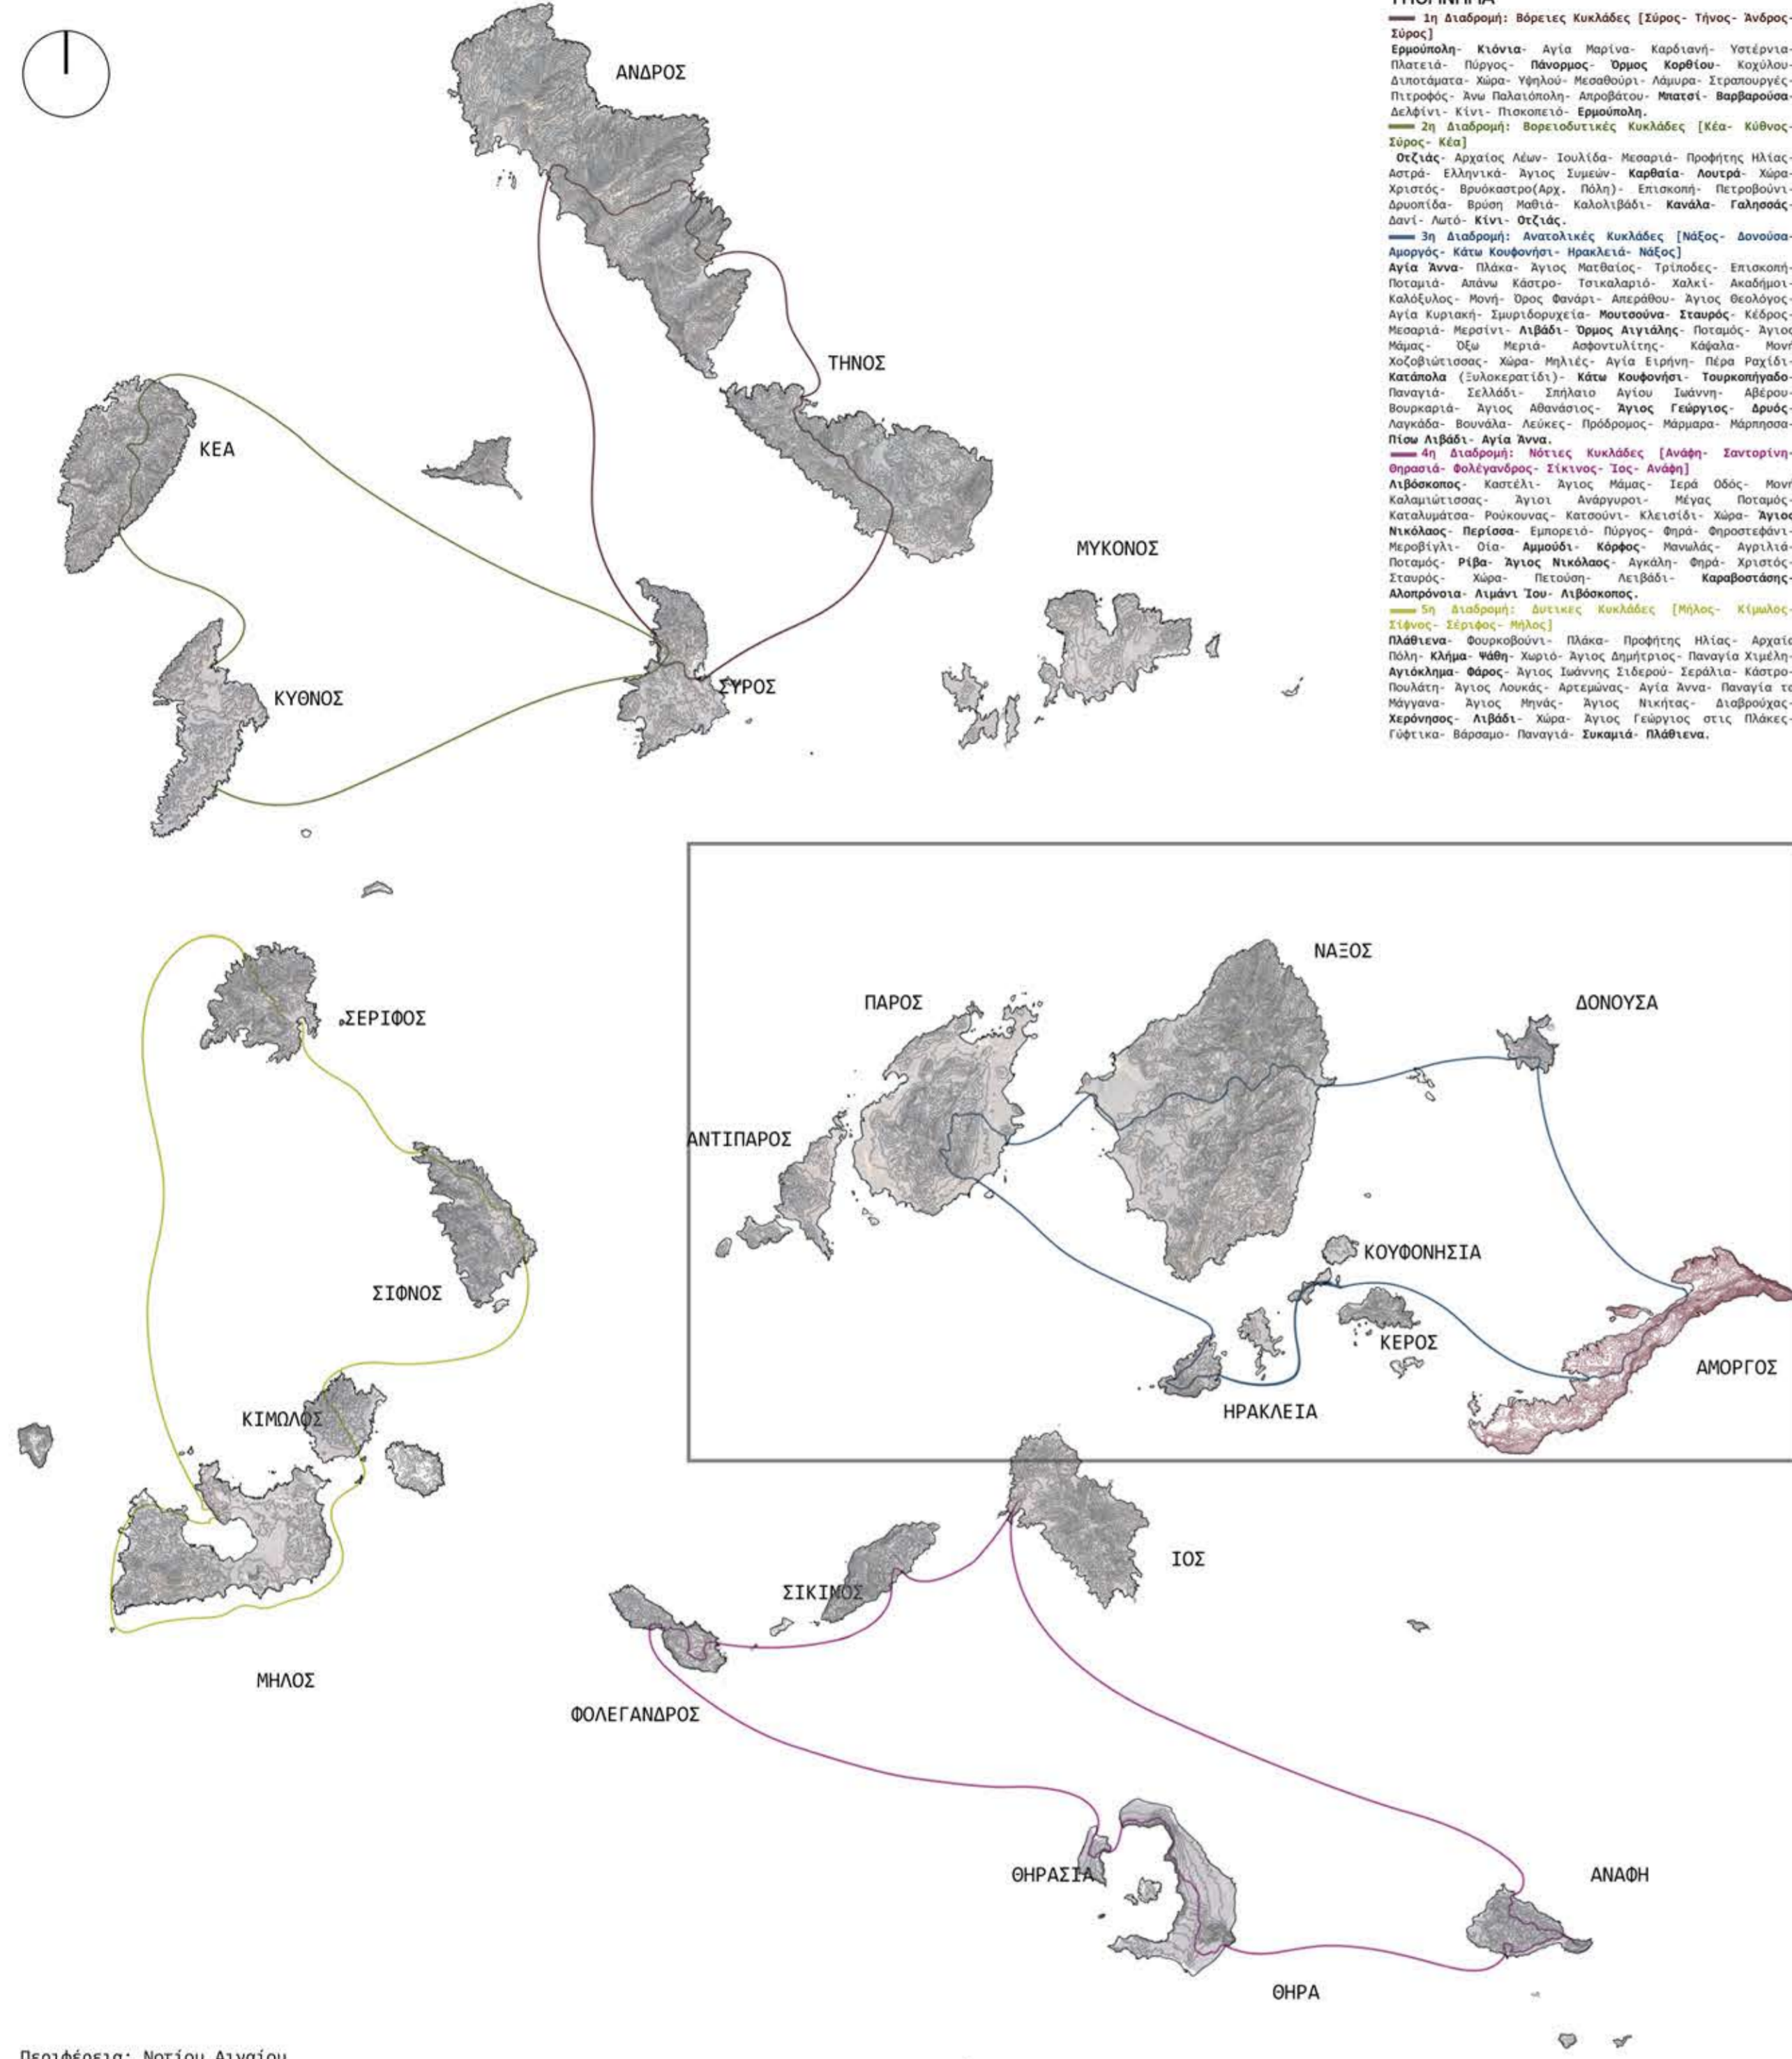 ΥΠΟΜΝΗΜΑ
1η Διαδρομή: Βόρειες Κυκλάδες [Σύρος- Τήνος- Άνδρος-
Σύρος]
Ερμούπολη- Κιόνια- Αγία Μαρίνα- Καρδιανή- Υστέρνια-
Πλατειά- Πύργος- Πάνορμος- Όρμος Κορθίου- Κοχύλου-
Διποτάματα- Χώρα- Υψηλού- Μεσαθούρι- Λάμυρα- Στραπουργές-
Πιτροφός- Άνω Παλαιόπολη- Απροβάτου- Μπατσί- Βαρβαρούσα-
Δελφίνι- Κίνι- Πισκοπειό- Ερμούπολη.
2η Διαδρομή: Βορειοδυτικές Κυκλάδες [Κέα- Κύθνος-
Σύρος- Κέα]
Οτζιάς- Αρχαίος Λέων- Ιουλίδα- Μεσαριά- Προφήτης Ηλίας-
Αστρά- Ελληνικά- Άγιος Συμεών- Καρθαία- Λουτρά- Χώρα-
Χριστός- Βρυόκαστρο(Αρχ. Πόλη)- Επισκοπή- Πετροβούνι-
Δρυοπίδα- Βρύση Μαθιά- Καλολιβάδι- Κανάλα- Γαλησσάς-
Δανί- Λωτό- Κίνι- Οτζιάς.
3η Διαδρομή: Ανατολικές Κυκλάδες [Νάξος- Δονούσα-
Αμοργός- Κάτω Κουφονήσι- Ηρακλειά- Νάξος]
Αγία Άννα- Πλάκα- Άγιος Ματθαίος- Τρίποδες- Επισκοπή-
Ποταμιά- Απάνω Κάστρο- Τσικαλαριό- Χαλκί- Ακαδήμοι-
Καλόξυλος- Μονή- Όρος Φανάρι- Απεράθου- Άγιος Θεολόγος-
Αγία Κυριακή- Σμυριδορυχεία- Μουτσούνα- Σταυρός- Κέδρος-
Μεσαριά- Μερσίνι- Λιβάδι- Όρμος Αιγιάλης- Ποταμός- Άγιος
Μάμας- Όξω Μεριά- Ασφοντυλίτης- Κάψαλα- Μονή
Χοζοβιώτισσας- Χώρα- Μηλιές- Αγία Ειρήνη- Πέρα Ραχίδι-
Κατάπολα (Ξυλοκερατίδι)- Κάτω Κουφονήσι- Τουρκοπήγαδο-
Παναγιά- Σελλάδι- Σπήλαιο Αγίου Ιωάννη- Αβέρου-
Βουρκαριά- Άγιος Αθανάσιος- Άγιος Γεώργιος- Δρυός-
Λαγκάδα- Βουνάλα- Λεύκες- Πρόδρομος- Μάρμαρα- Μάρπησσα-
Πίσω Λιβάδι- Αγία Άννα.
4η Διαδρομή: Νότιες Κυκλάδες [Ανάφη- Σαντορίνη-
Θηρασιά- Φολέγανδρος- Σίκινος- Ίος- Ανάφη]
Λιβόσκοπος- Καστέλι- Άγιος Μάμας- Ιερά Οδός- Μονή
Καλαμιώτισσας- Άγιοι Ανάργυροι- Μέγας Ποταμός-
Καταλυμάτσα- Ρούκουνας- Κατσούνι- Κλεισίδι- Χώρα- Άγιος
Νικόλαος- Περίσσα- Εμπορειό- Πύργος- Φηρά- Φηροστεφάνι-
Μεροβίγλι- Οία- Αμμούδι- Κόρφος- Μανωλάς- Αγριλιά-
Ποταμός- Ρίβα- Άγιος Νικόλαος- Αγκάλη- Φηρά- Χριστός-
Σταυρός- Χώρα- Πετούση- Λειβάδι- Καραβοστάσης-
Αλοπρόνοια- Λιμάνι Ίου- Λιβόσκοπος.
5η Διαδρομή: Δυτικες Κυκλάδες [Μήλος- Κίμωλος-
Σίφνος- Σέριφος- Μήλος]
Πλάθιενα- Φουρκοβούνι- Πλάκα- Προφήτης Ηλίας- Αρχαία
Πόλη- Κλήμα- Ψάθη- Χωριό- Άγιος Δημήτριος- Παναγία Χιμέλη-
Αγιόκλημα- Φάρος- Άγιος Ιωάννης Σιδερού- Σεράλια- Κάστρο-
Πουλάτη- Άγιος Λουκάς- Αρτεμώνας- Αγία Άννα- Παναγία το
Μάγγανα- Άγιος Μηνάς- Άγιος Νικήτας- Διαβρούχας-
Χερόνησος- Λιβάδι- Χώρα- Άγιος Γεώργιος στις Πλάκες-
Γύφτικα- Βάρσαμο- Παναγιά- Συκαμιά- Πλάθιενα.
ΑΝΔΡΟΣ
ΤΗΝΟΣ
ΚΕΑ
ΜΥΚΟΝΟΣ
ΣΥΡΟΣ
ΚΥΘΝΟΣ
ΝΑΞΟΣ
ΠΑΡΟΣ
ΔΟΝΟΥΣΑ
ΣΕΡΙΦΟΣ
ΑΝΤΙΠΑΡΟΣ
ΚΟΥΦΟΝΗΣΙΑ
ΣΙΦΝΟΣ
ΚΕΡΟΣ
ΑΜΟΡΓΟΣ
ΗΡΑΚΛΕΙΑ
ΚΙΜΩΛΟΣ
ΙΟΣ
ΣΙΚΙΝΟΣ
ΜΗΛΟΣ
ΦΟΛΕΓΑΝΔΡΟΣ
ΘΗΡΑΣΙΑ
ΑΝΑΦΗ
ΘΗΡΑ
Περιφέρεια: Νοτίου Αιγαίου